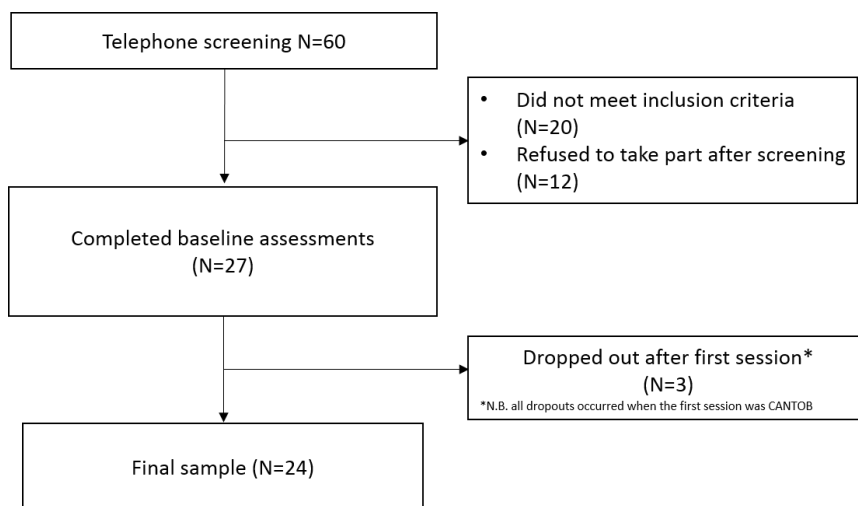 Telephone screening N=60
• Did not meet inclusion criteria
(N=20)
• Refused to take part after screening
(N=12)
Completed baseline assessments
(N=27)
Dropped out after first session*
(N=3)
*N.B. all dropouts occurred when the first session was CANTOB
Final sample (N=24)